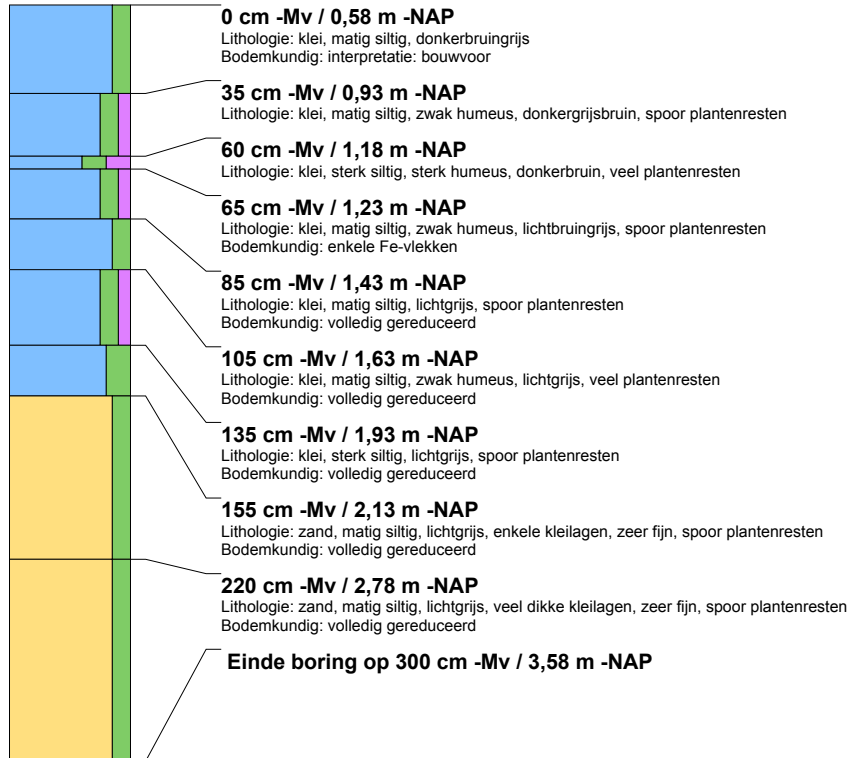 0 cm -Mv / 0,58 m -NAP
Lithologie: klei, matig siltig, donkerbruingrijs
Bodemkundig: interpretatie: bouwvoor
35 cm -Mv / 0,93 m -NAP
Lithologie: klei, matig siltig, zwak humeus, donkergrijsbruin, spoor plantenresten
60 cm -Mv / 1,18 m -NAP
Lithologie: klei, sterk siltig, sterk humeus, donkerbruin, veel plantenresten
65 cm -Mv / 1,23 m -NAP
Lithologie: klei, matig siltig, zwak humeus, lichtbruingrijs, spoor plantenresten
Bodemkundig: enkele Fe-vlekken
85 cm -Mv / 1,43 m -NAP
Lithologie: klei, matig siltig, lichtgrijs, spoor plantenresten
Bodemkundig: volledig gereduceerd
105 cm -Mv / 1,63 m -NAP
Lithologie: klei, matig siltig, zwak humeus, lichtgrijs, veel plantenresten
Bodemkundig: volledig gereduceerd
135 cm -Mv / 1,93 m -NAP
Lithologie: klei, sterk siltig, lichtgrijs, spoor plantenresten
Bodemkundig: volledig gereduceerd
155 cm -Mv / 2,13 m -NAP
Lithologie: zand, matig siltig, lichtgrijs, enkele kleilagen, zeer fijn, spoor plantenresten
Bodemkundig: volledig gereduceerd
220 cm -Mv / 2,78 m -NAP
Lithologie: zand, matig siltig, lichtgrijs, veel dikke kleilagen, zeer fijn, spoor plantenresten
Bodemkundig: volledig gereduceerd
Einde boring op 300 cm -Mv / 3,58 m -NAP